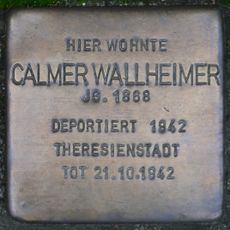 HIER WOHNTE
CALMER WALLHEIMER
JG. 1868
DEPORTIERT 1942
THERESIENSTADT
TOT 21.10.1942